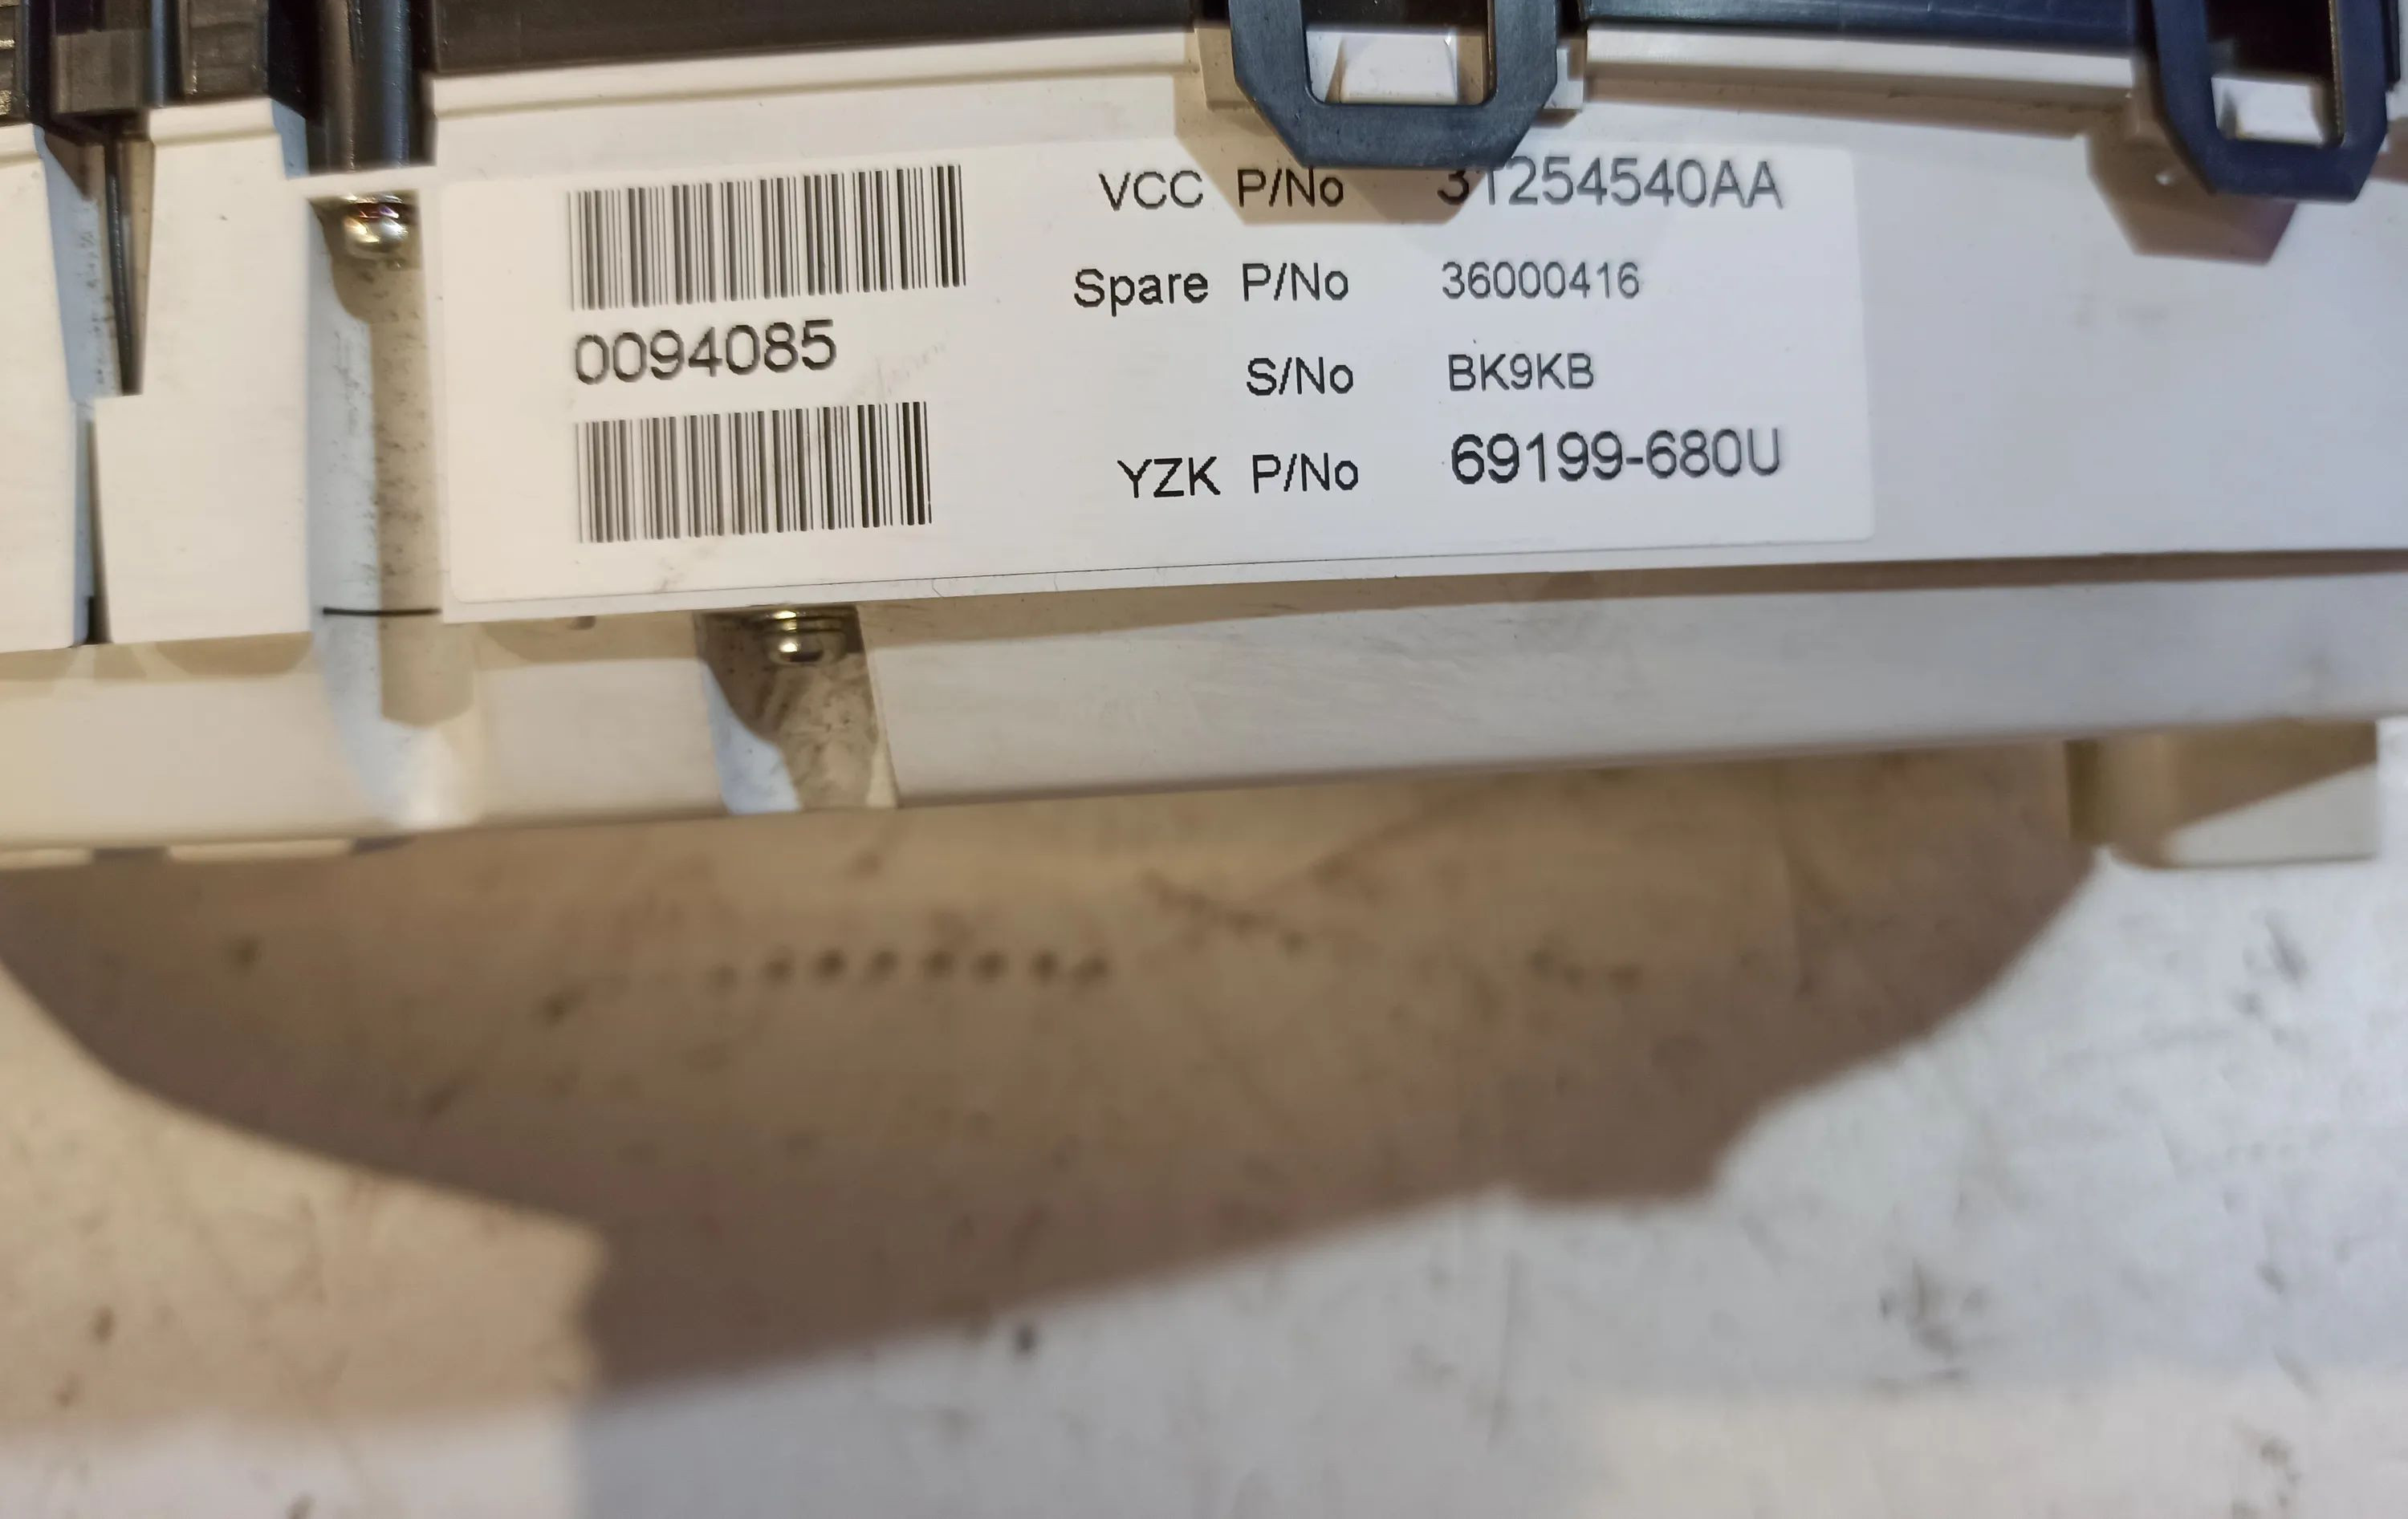 VCC P/No 31254540AA
Spare P/No 36000416
0094085
S/No BK9KB
YZK P/No 69199-680U